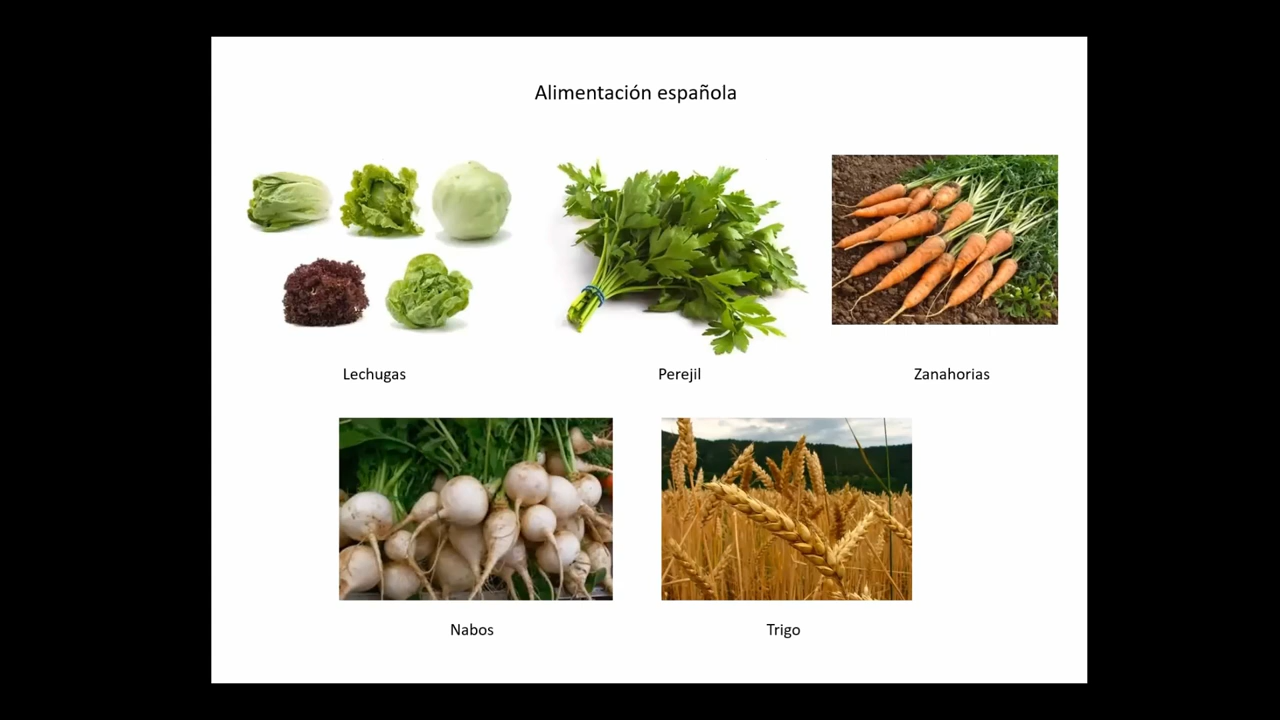 Alimentación española
Lechugas
Perejil
Zanahorias
Nabos
Trigo